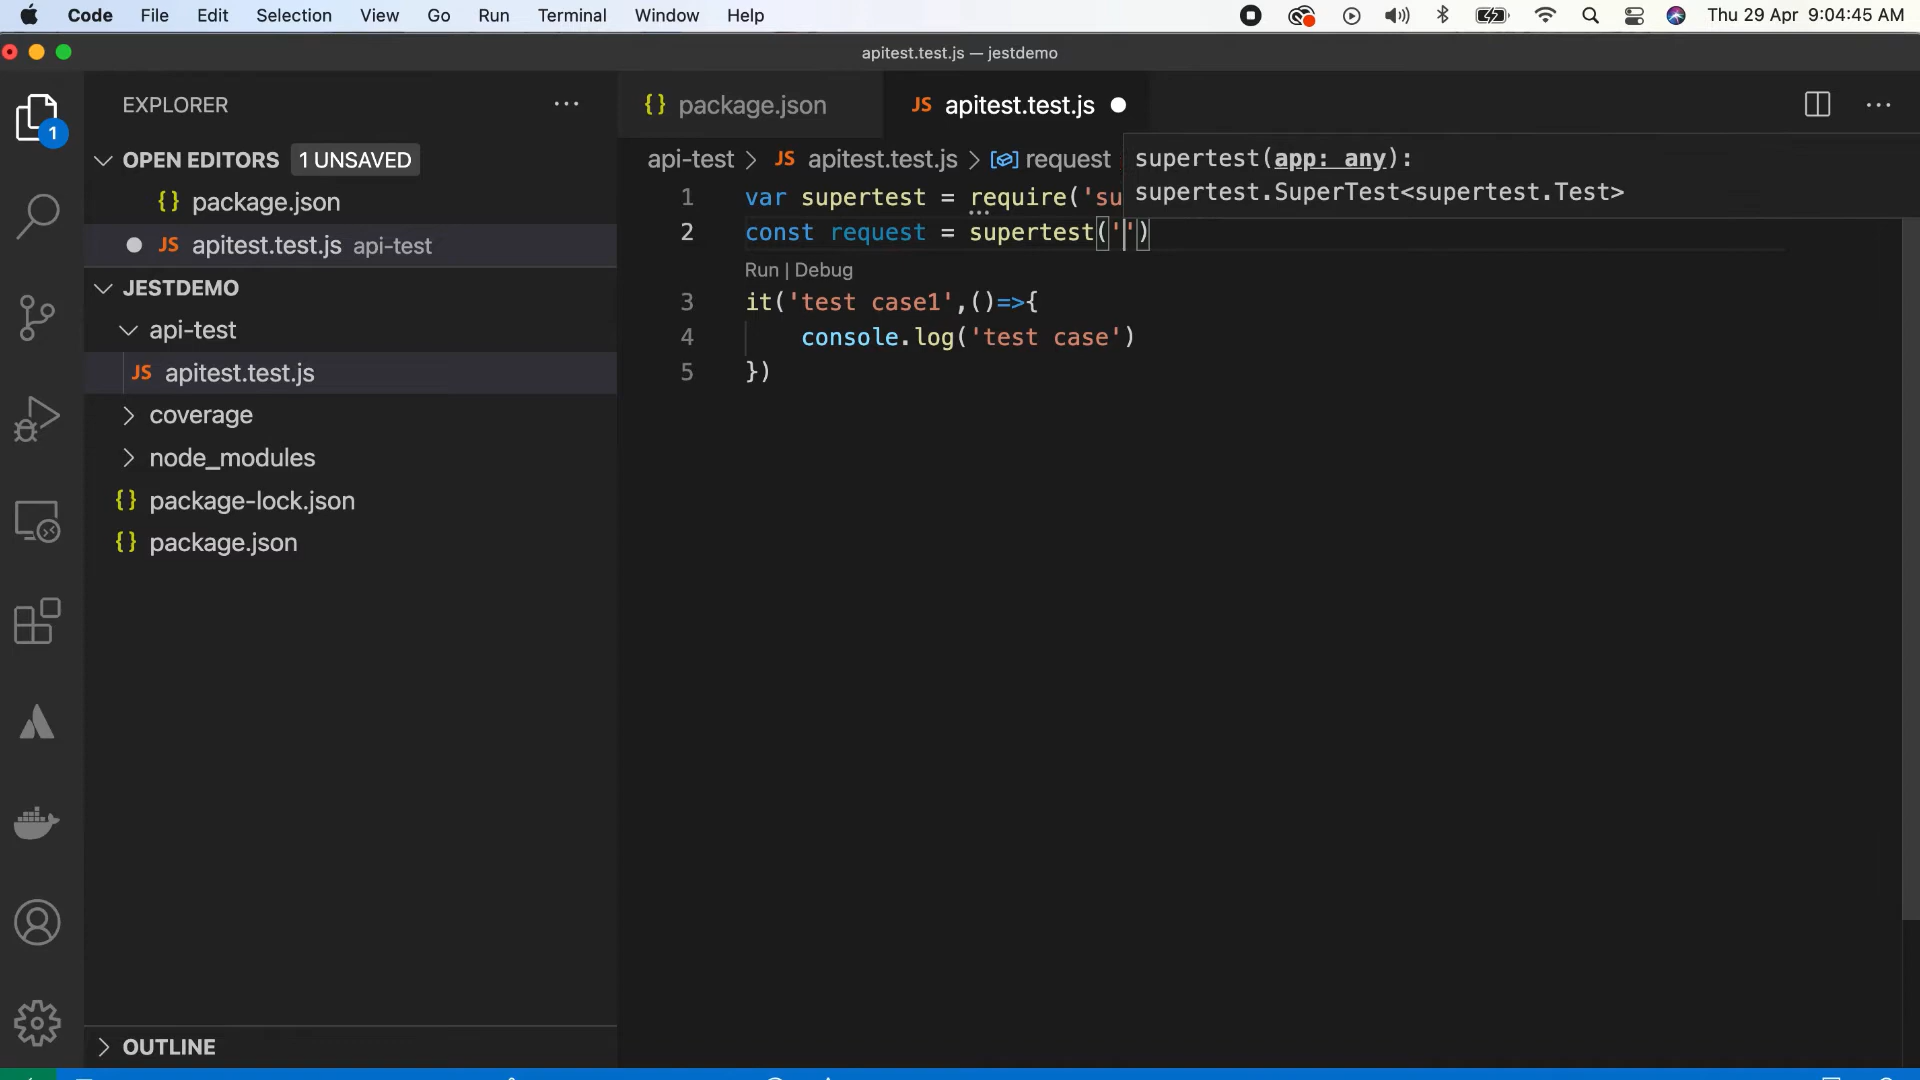 Code File Edit Selection View Go Run Terminal Window Help Thu 29 Apr 9:04:45 AM
apitest.test.js — jestdemo
1
EXPLORER
OPEN EDITORS 1 UNSAVED
{} package.json
JS apitest.test.js api-test
JESTDEMO
api-test
JS apitest.test.js
coverage
node_modules
{} package-lock.json
{} package.json
OUTLINE
{} package.json JS apitest.test.js
api-test > JS apitest.test.js > request
supertest(app: any):
supertest.SuperTest<supertest.Test>
1 var supertest = require('su
2 const request = supertest('')
Run | Debug
3 it('test case1',()=>{
4 console.log('test case')
5 })